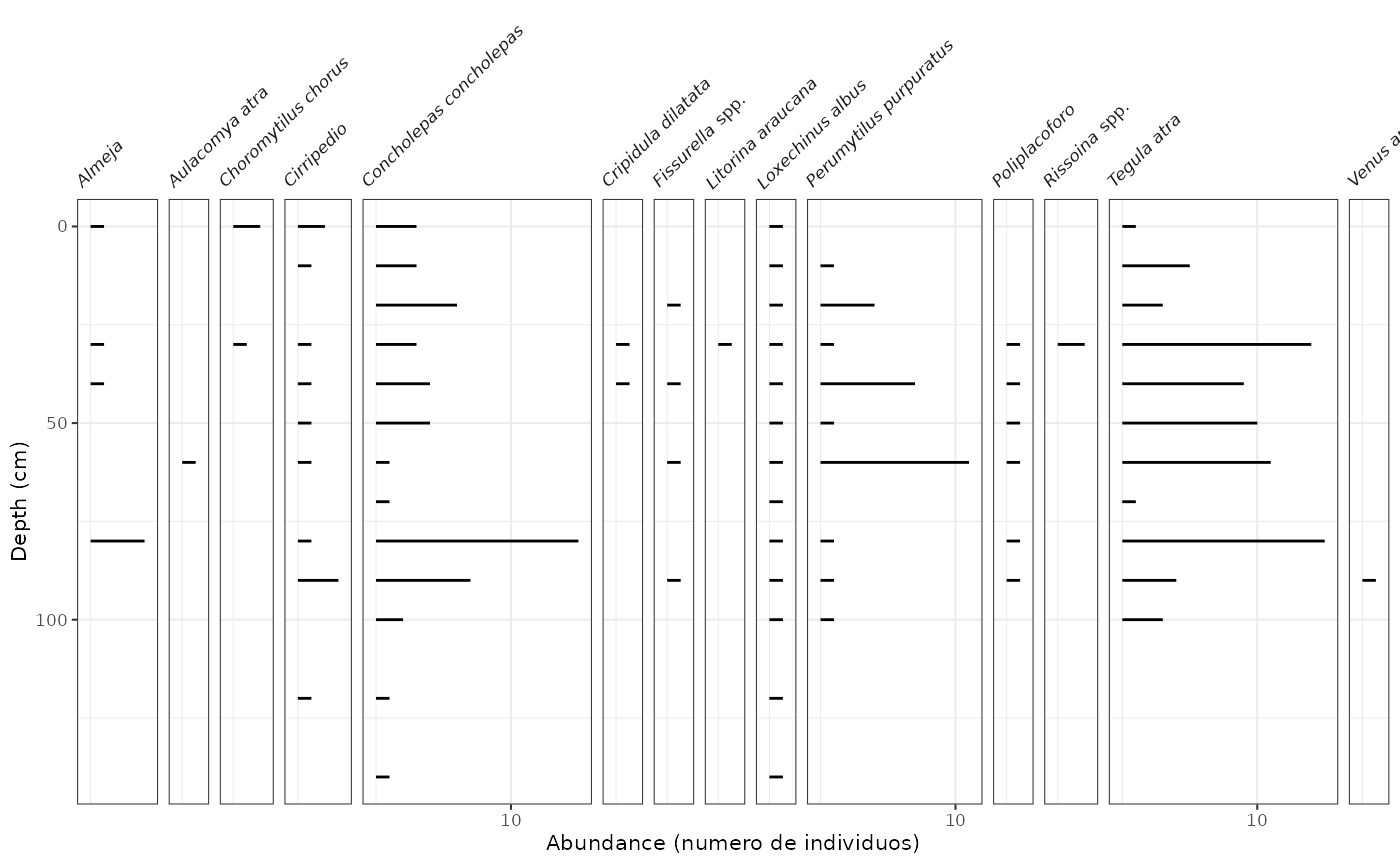 Almeja
Aulacomya atra
Choromytilus chorus
Cirripedio
Concholepas concholepas
Cripidula dilatata
Fissurella spp.
Litorina araucana
Loxechinus albus
Perumytilus purpuratus
Poliplacoforo
Rissoina spp.
Tegula atra
Venus
0
50
100
Depth (cm)
10
10
10
Abundance (numero de individuos)